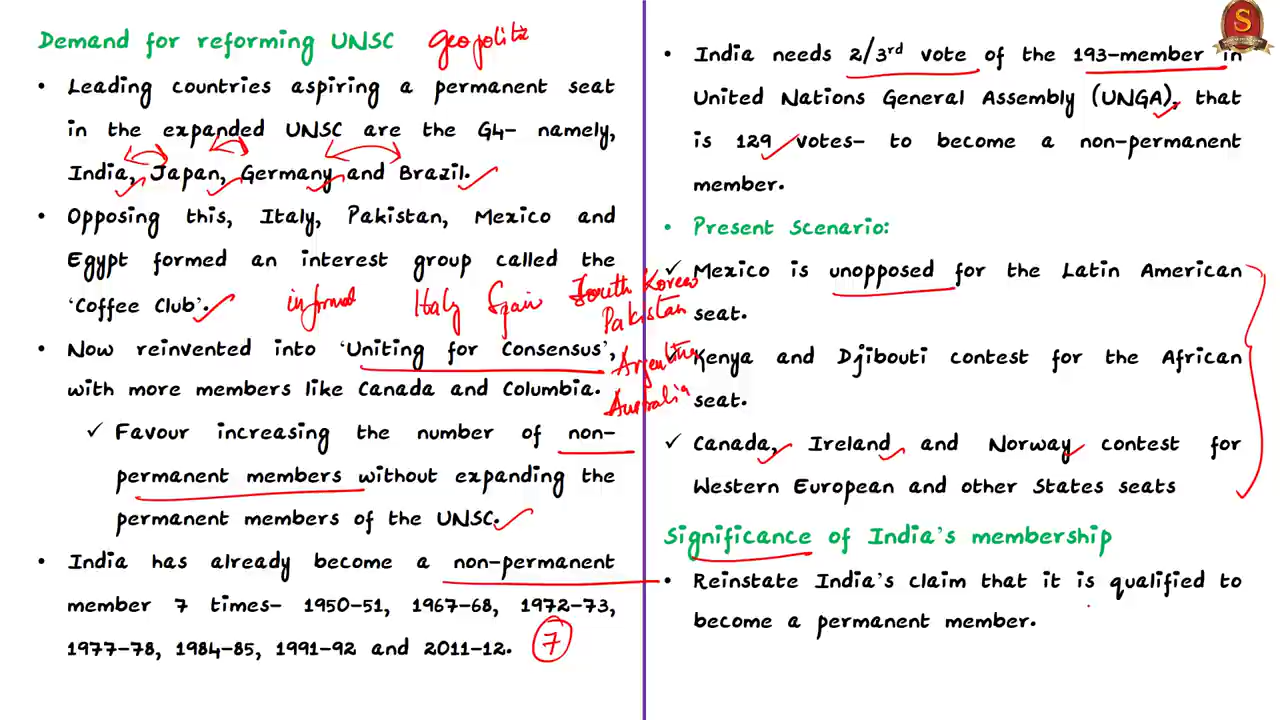 Demand for reforming UNSC geopolitx
• Leading countries aspiring a permanent seat
in the expanded UNSC are the G4- namely,
India, Japan, Germany and Brazil.
• Opposing this, Italy, Pakistan, Mexico and
Egypt formed an interest group called the
'Coffee Club'. informal Italy Spain South Korea
Pakistan
• Now reinvented into 'Uniting for Consensus', Argentina
with more members like Canada and Columbia. Australia
✓ Favour increasing the number of non-
permanent members without expanding the
permanent members of the UNSC.
• India has already become a non-permanent
member 7 times- 1950-51, 1967-68, 1972-73,
1977-78, 1984-85, 1991-92 and 2011-12. 7
S
• India needs 2/3rd vote of the 193-member in
United Nations General Assembly (UNGA), that
is 129 votes- to become a non-permanent
member.
• Present Scenario:
✓ Mexico is unopposed for the Latin American
seat.
✓ Kenya and Djibouti contest for the African
seat.
✓ Canada, Ireland, and Norway contest for
Western European and other States seats
Significance of India's membership
• Reinstate India's claim that it is qualified to
become a permanent member.